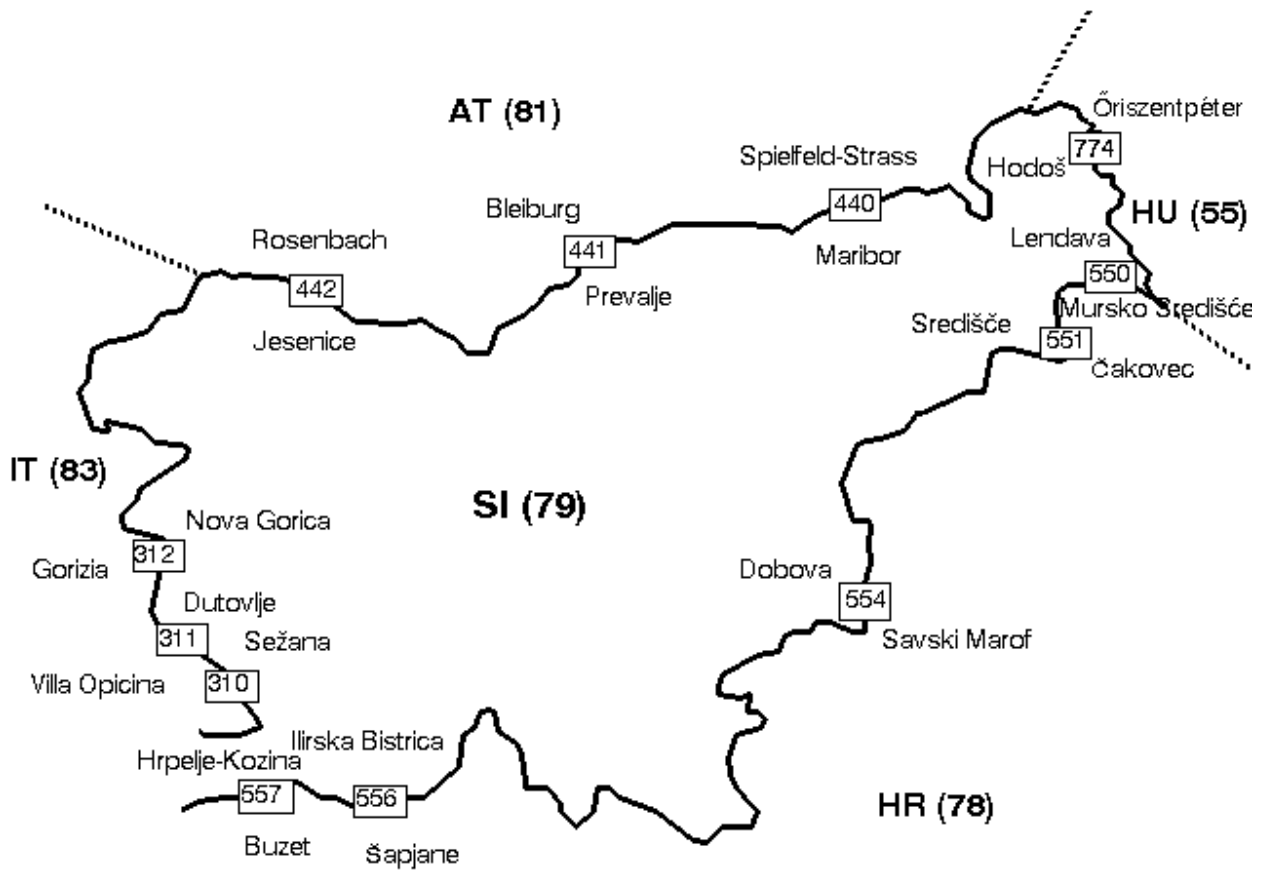 AT (81)
Őriszentpéter
774
Spielfeld-Strass
Hodoš
440
HU (55)
Bleiburg
Lendava
Rosenbach
441
Maribor
550
442
Prevalje
Mursko Središće
Središče
551
Jesenice
Čakovec
IT (83)
SI (79)
Nova Gorica
312
Gorizia
Dobova
Dutovlje
554
311
Sežana
Savski Marof
Villa Opicina
310
Ilirska Bistrica
Hrpelje-Kozina
557
556
HR (78)
Buzet
Šapjane